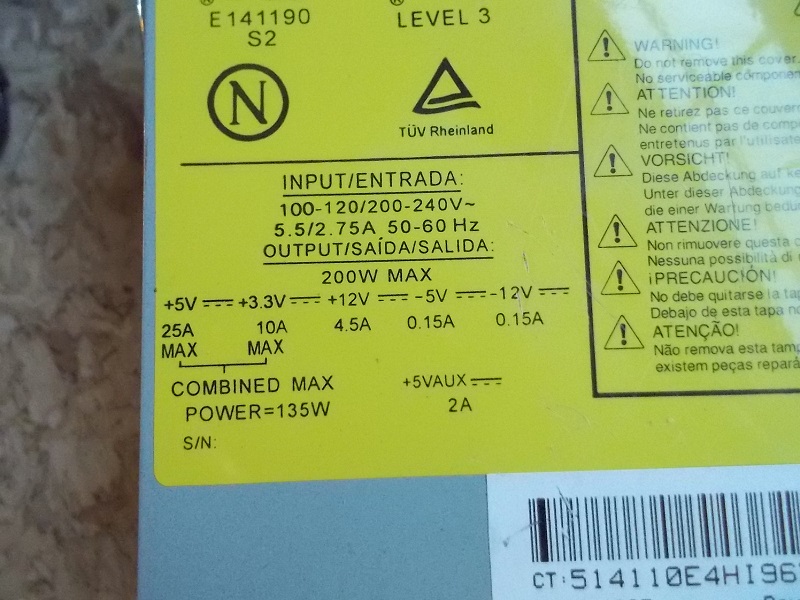 E141190
S2
LEVEL 3
N
TÜV Rheinland
INPUT/ENTRADA:
100-120/200-240V~
5.5/2.75A 50-60 Hz
OUTPUT/SAÍDA/SALIDA:
200W MAX
+5V +3.3V +12V -5V -12V
25A 10A 4.5A 0.15A 0.15A
MAX MAX
COMBINED MAX +5VAUX
POWER=135W 2A
S/N:
WARNING!
Do not remove this cover.
No serviceable
ATTENTION!
Ne retirez pas ce
Ne contient pas de
entretenus par
VORSICHT!
Diese Abdeckung auf
Unter dieser Abdeckung
die einer Wartung
ATTENZIONE!
Non rimuovere questa
Nessuna possibilità di
¡PRECAUCIÓN!
No debe quitarse la
Debajo de esta tapa
ATENÇÃO!
Não remova esta
existem peças
CT:514110E4HI96